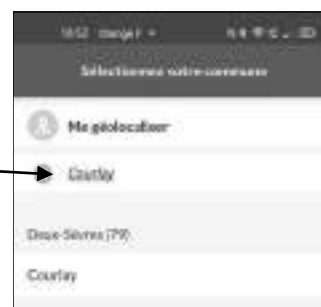 Sélectionnez votre commune
Me géolocaliser
Courlay
Deux-Sèvres (79)
Courlay